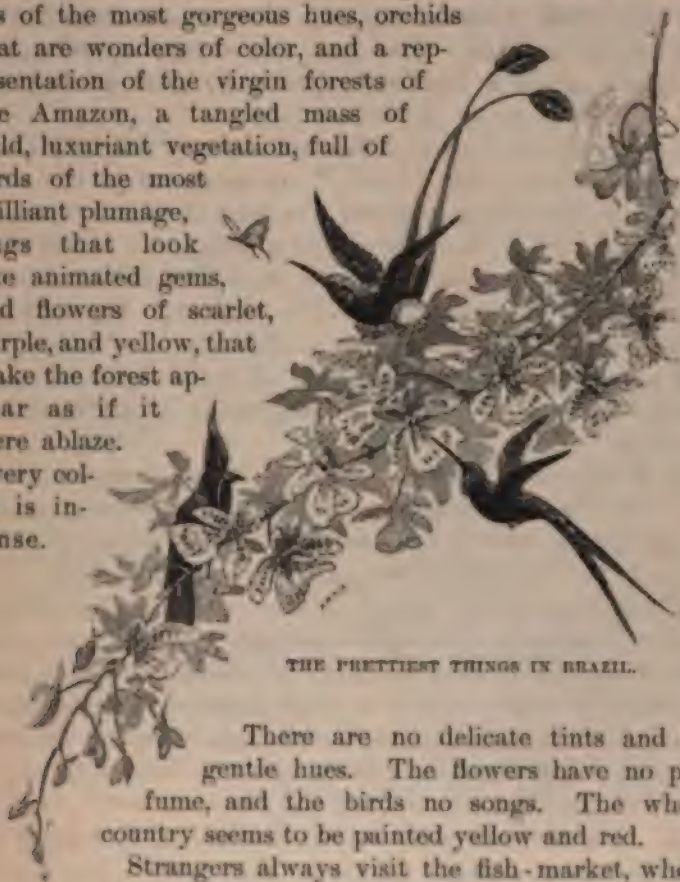 s of the most gorgeous hues, orchids
at are wonders of color, and a rep-
sentation of the virgin forests of
e Amazon, a tangled mass of
ld, luxuriant vegetation, full of
rds of the most
illiant plumage,
ngs that look
e animated gems,
d flowers of scarlet,
rple, and yellow, that
ake the forest ap-
ar as if it
ere ablaze.
very col-
is in-
nse.
THE PRETTIEST THINGS IN BRAZIL.
There are no delicate tints and
gentle hues. The flowers have no p
fume, and the birds no songs. The wh
country seems to be painted yellow and red.
Strangers always visit the fish-market, whe